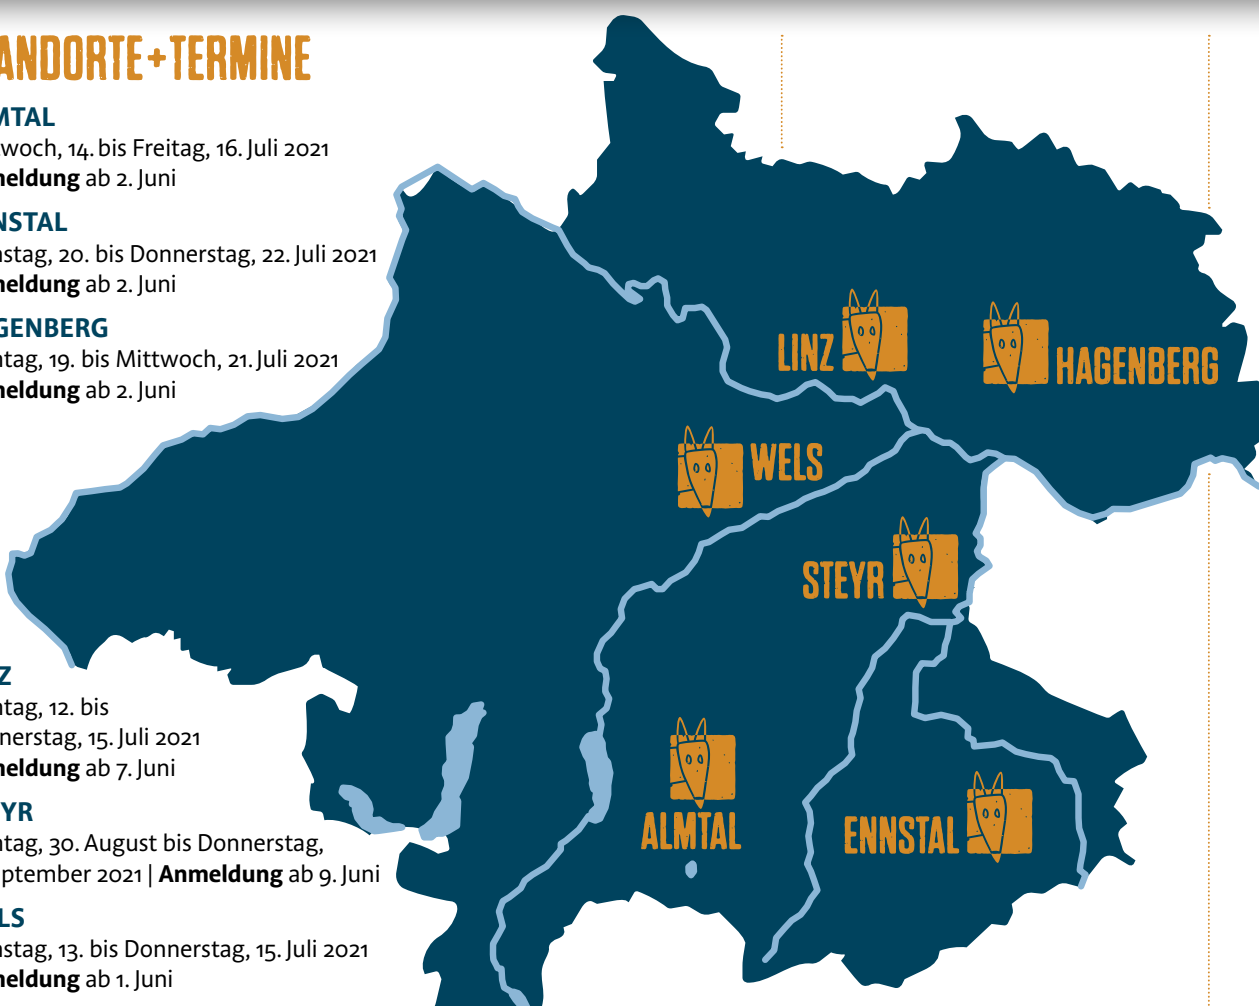 ANDORTE+TERMINE
MTAL
twoch, 14. bis Freitag, 16. Juli 2021
meldung ab 2. Juni
NSTAL
nstag, 20. bis Donnerstag, 22. Juli 2021
meldung ab 2. Juni
GENBERG
ntag, 19. bis Mittwoch, 21. Juli 2021
meldung ab 2. Juni
Z
ntag, 12. bis
nerstag, 15. Juli 2021
meldung ab 7. Juni
YR
ntag, 30. August bis Donnerstag,
ptember 2021 | Anmeldung ab 9. Juni
LS
nstag, 13. bis Donnerstag, 15. Juli 2021
meldung ab 1. Juni
LINZ
HAGENBERG
WELS
STEYR
ALMTAL
ENNSTAL